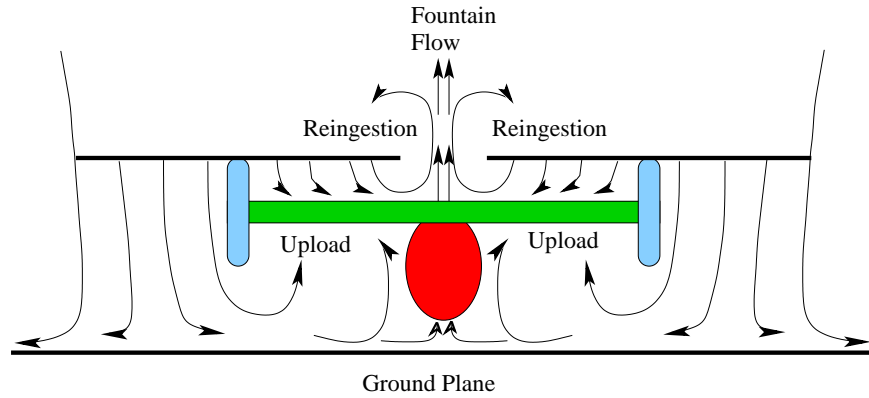 Fountain
Flow
Reingestion
Reingestion
Upload
Upload
Ground Plane